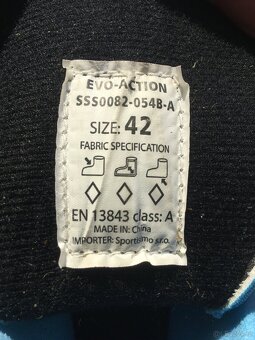 EVO-ACTION
SSS0082-054B-A
SIZE: 42
FABRIC SPECIFICATION
EN 13843 class: A
MADE IN: China
IMPORTER: Sportisimo s.r.o.